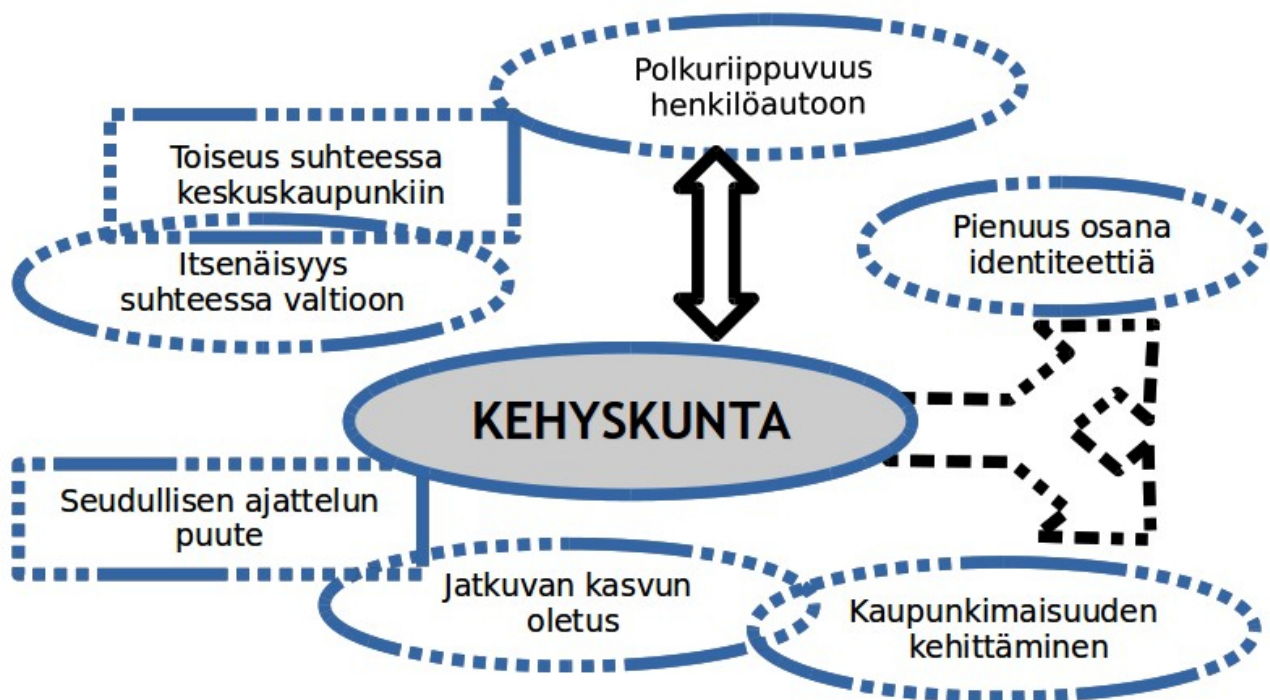 Polkuriippuvuus
henkilöautoon
Toiseus suhteessa
keskuskaupunkiin
Itsenäisyys
suhteessa valtioon
Pienuus osana
identiteettiä
KEHYSKUNTA
Seudullisen ajattelun
puute
Jatkuvan kasvun
oletus
Kaupunkimaisuuden
kehittäminen